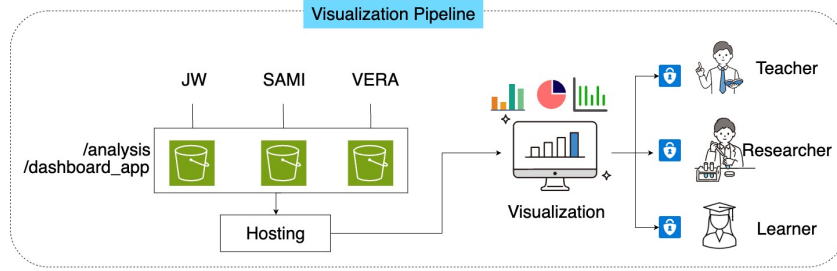 Visualization Pipeline
JW
SAMI
VERA
/analysis
/dashboard_app
Hosting
Visualization
Teacher
Researcher
Learner